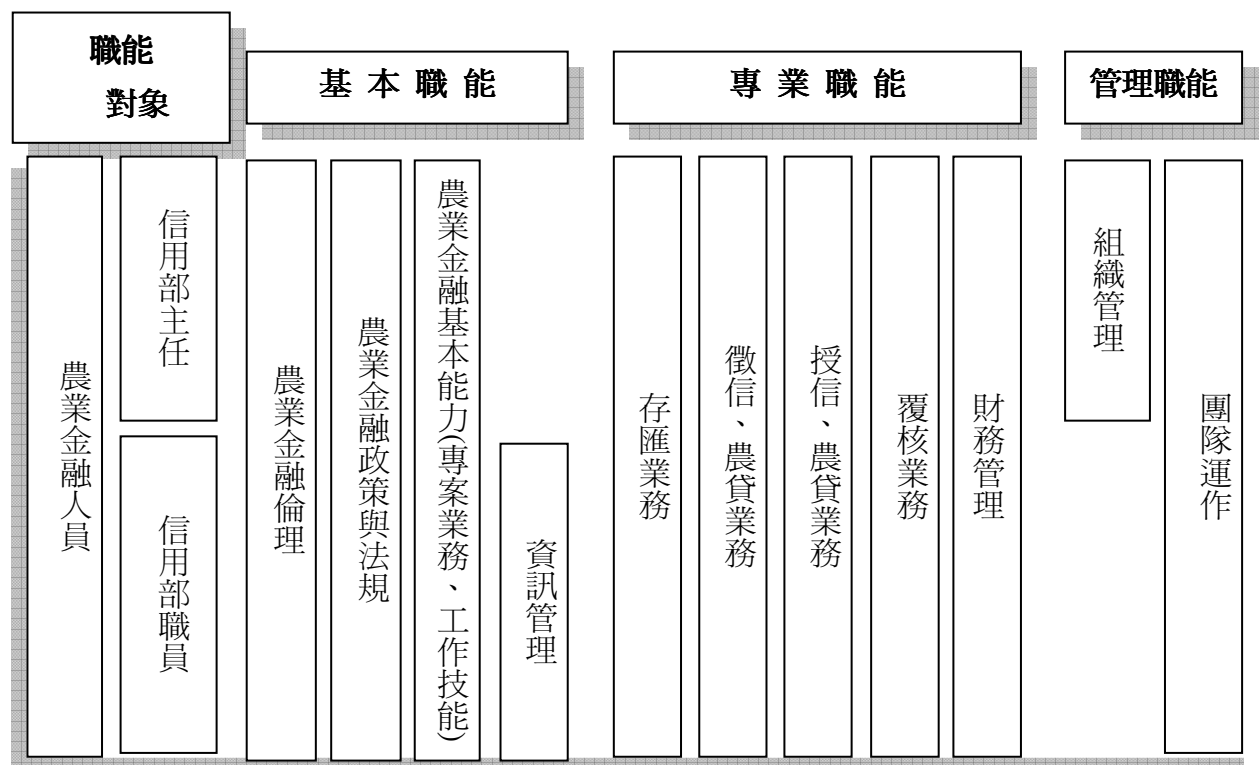 職能
對象
基本職能
專業職能
管理職能
農業金融人員
信用部主任
信用部職員
農業金融倫理
農業金融政策與法規
農業金融基本能力(專案業務、工作技能)
資訊管理
存匯業務
徵信、農貸業務
授信、農貸業務
覆核業務
財務管理
組織管理
團隊運作